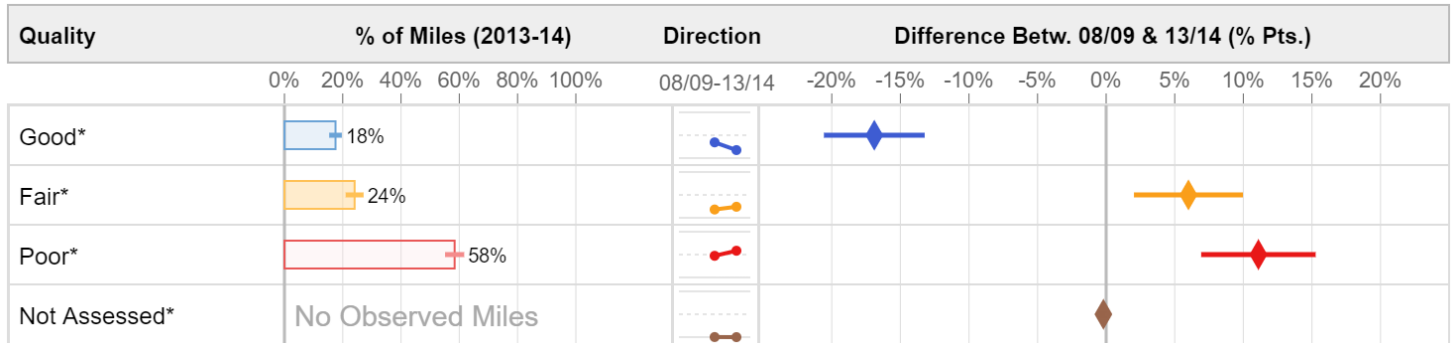 Quality % of Miles (2013-14) Direction Difference Betw. 08/09 & 13/14 (% Pts.)
0% 20% 40% 60% 80% 100% 08/09-13/14 -20% -15% -10% -5% 0% 5% 10% 15% 20%
Good* 18%
Fair* 24%
Poor* 58%
Not Assessed* No Observed Miles